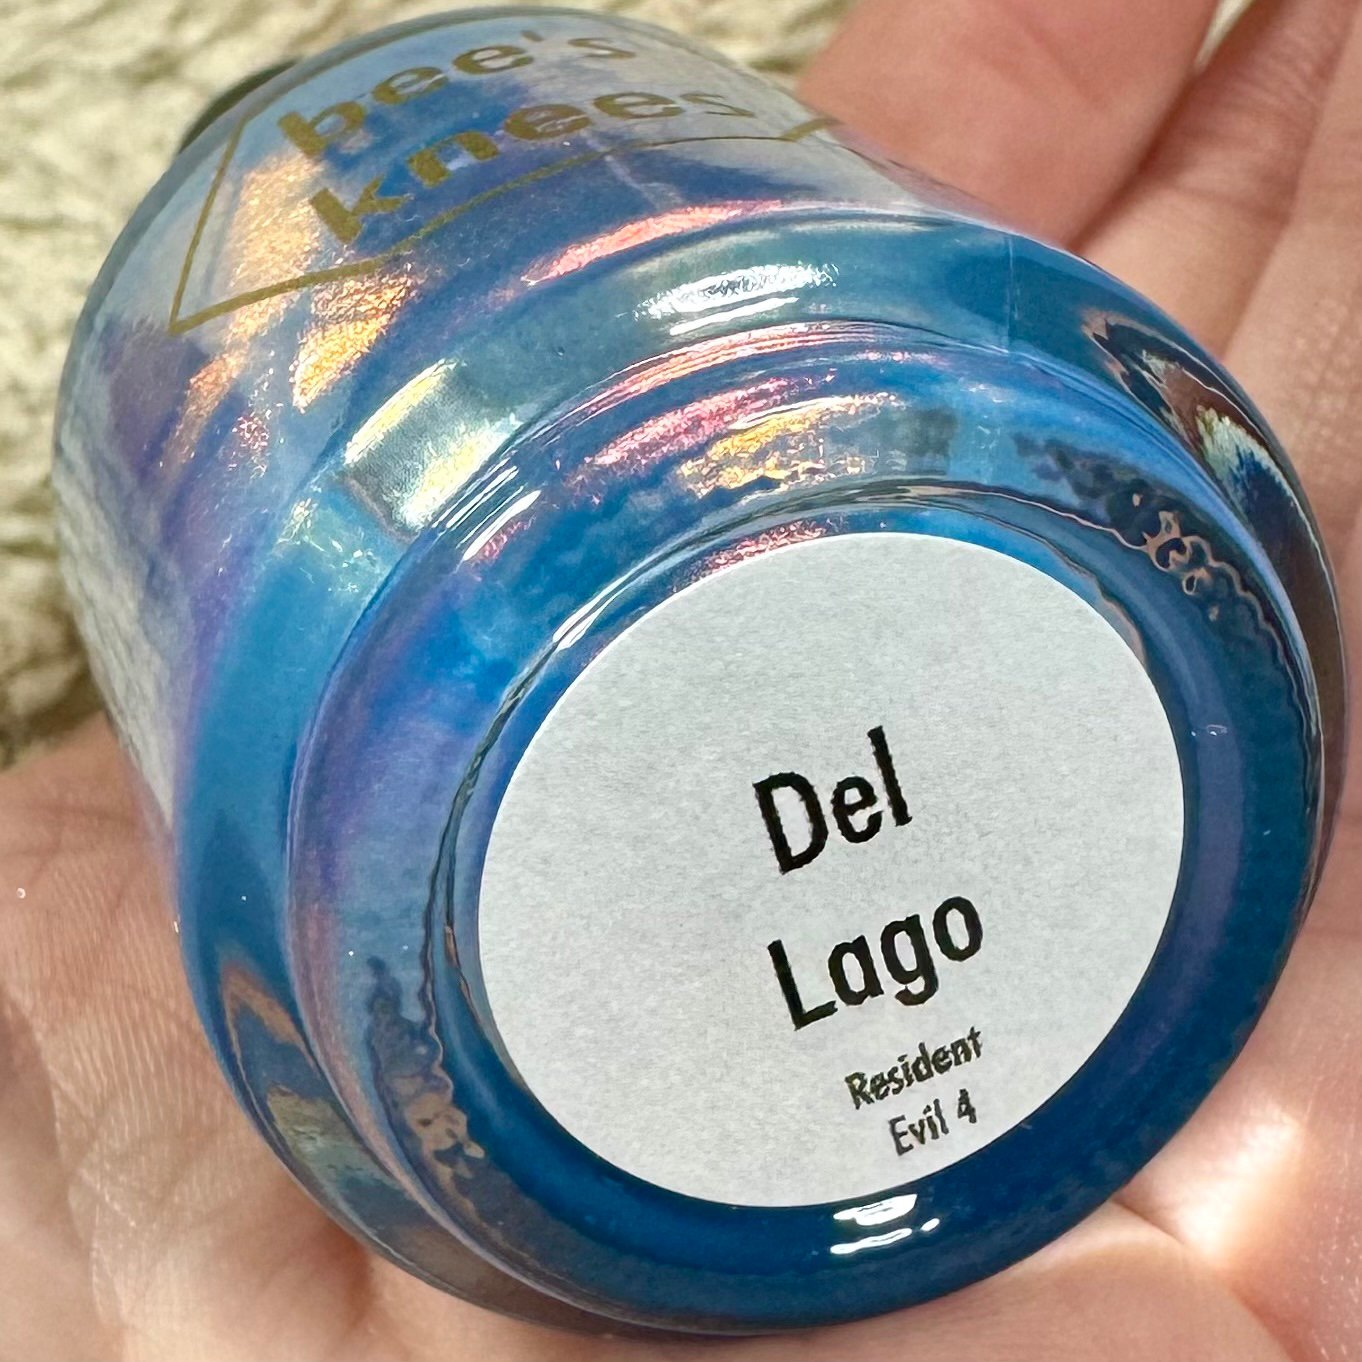 bee's
knees
Del
Lago
Resident
Evil 4